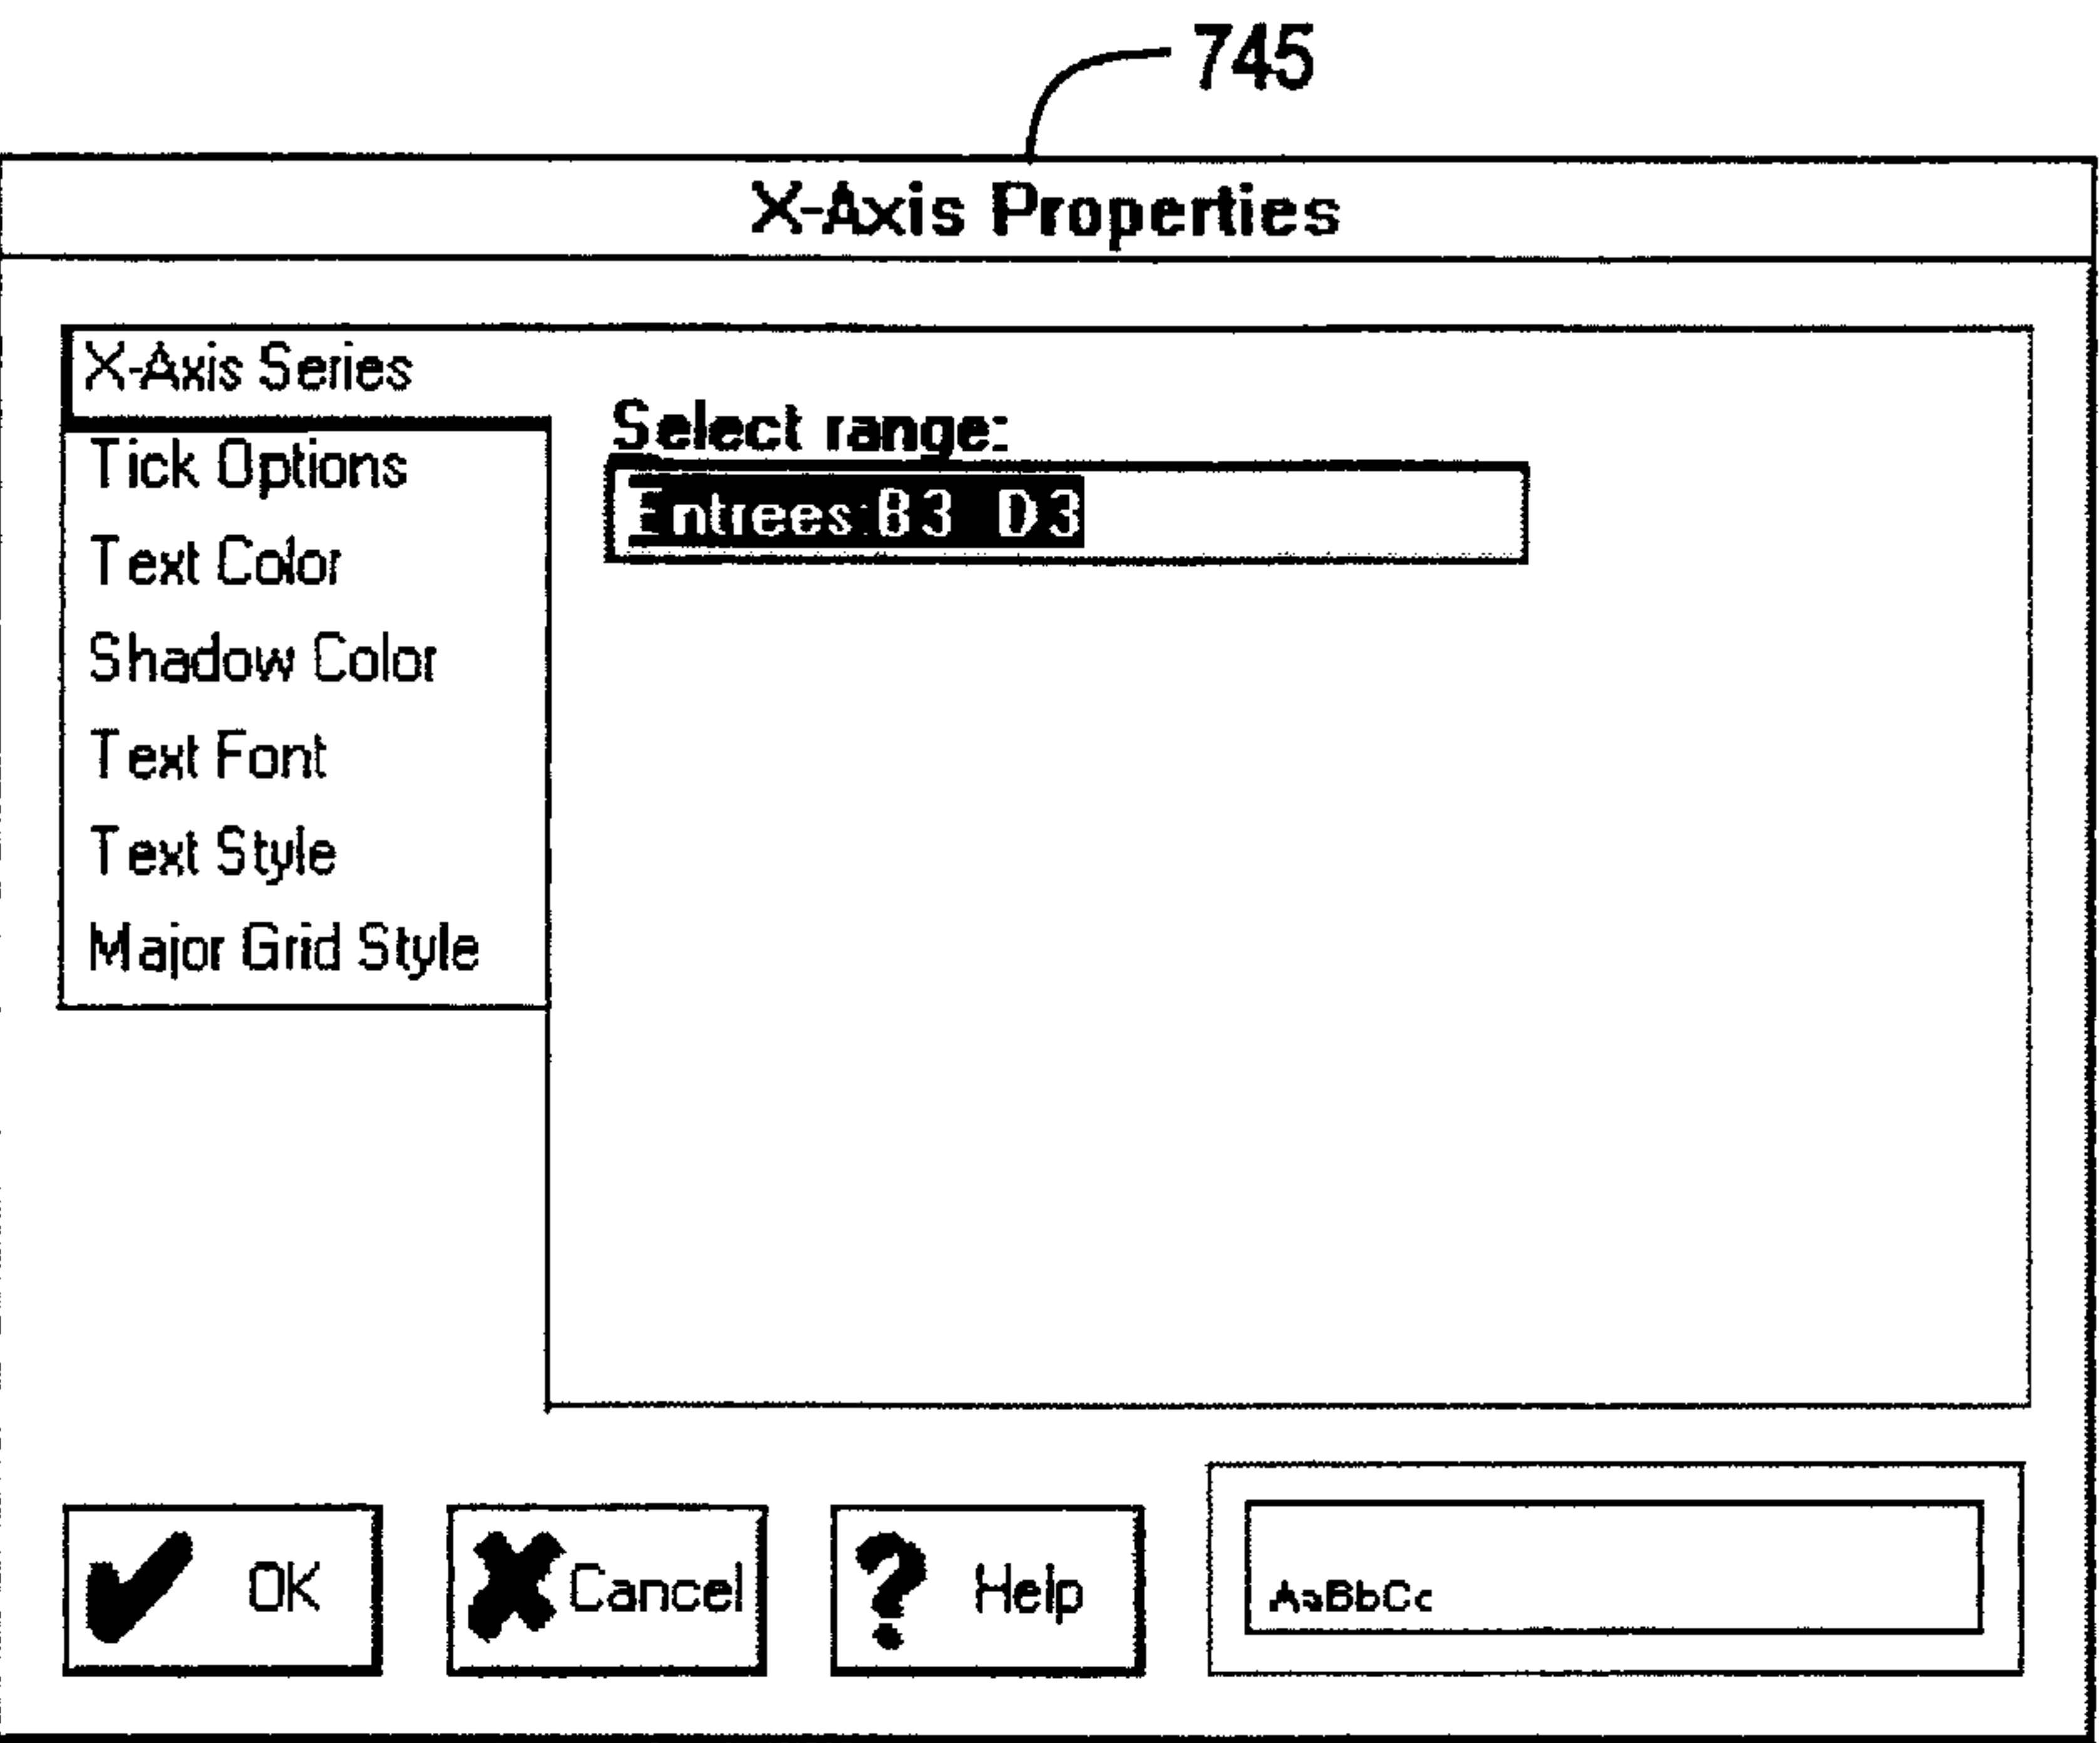 745
X-Axis Properties
X-Axis Series
Tick Options
Text Color
Shadow Color
Text Font
Text Style
Major Grid Style
Select range:
Entrees:B3 D3
OK
Cancel
Help
AaBbCc